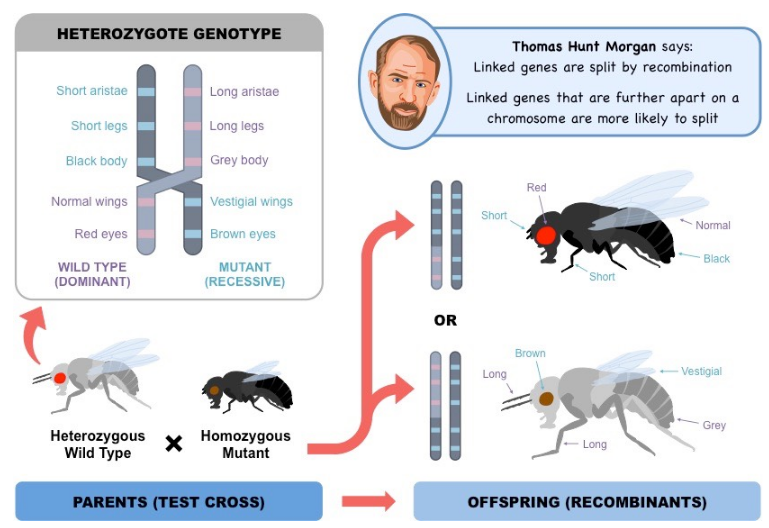 HETEROZYGOTE GENOTYPE
Short aristae
Long aristae
Short legs
Long legs
Black body
Grey body
Normal wings
Vestigial wings
Red eyes
Brown eyes
WILD TYPE
(DOMINANT)
MUTANT
(RECESSIVE)
Thomas Hunt Morgan says:
Linked genes are split by recombination
Linked genes that are further apart on a
chromosome are more likely to split
Red
Short
Normal
Black
Short
OR
Brown
Long
Vestigial
Grey
Long
Heterozygous
Wild Type
×
Homozygous
Mutant
PARENTS (TEST CROSS)
OFFSPRING (RECOMBINANTS)